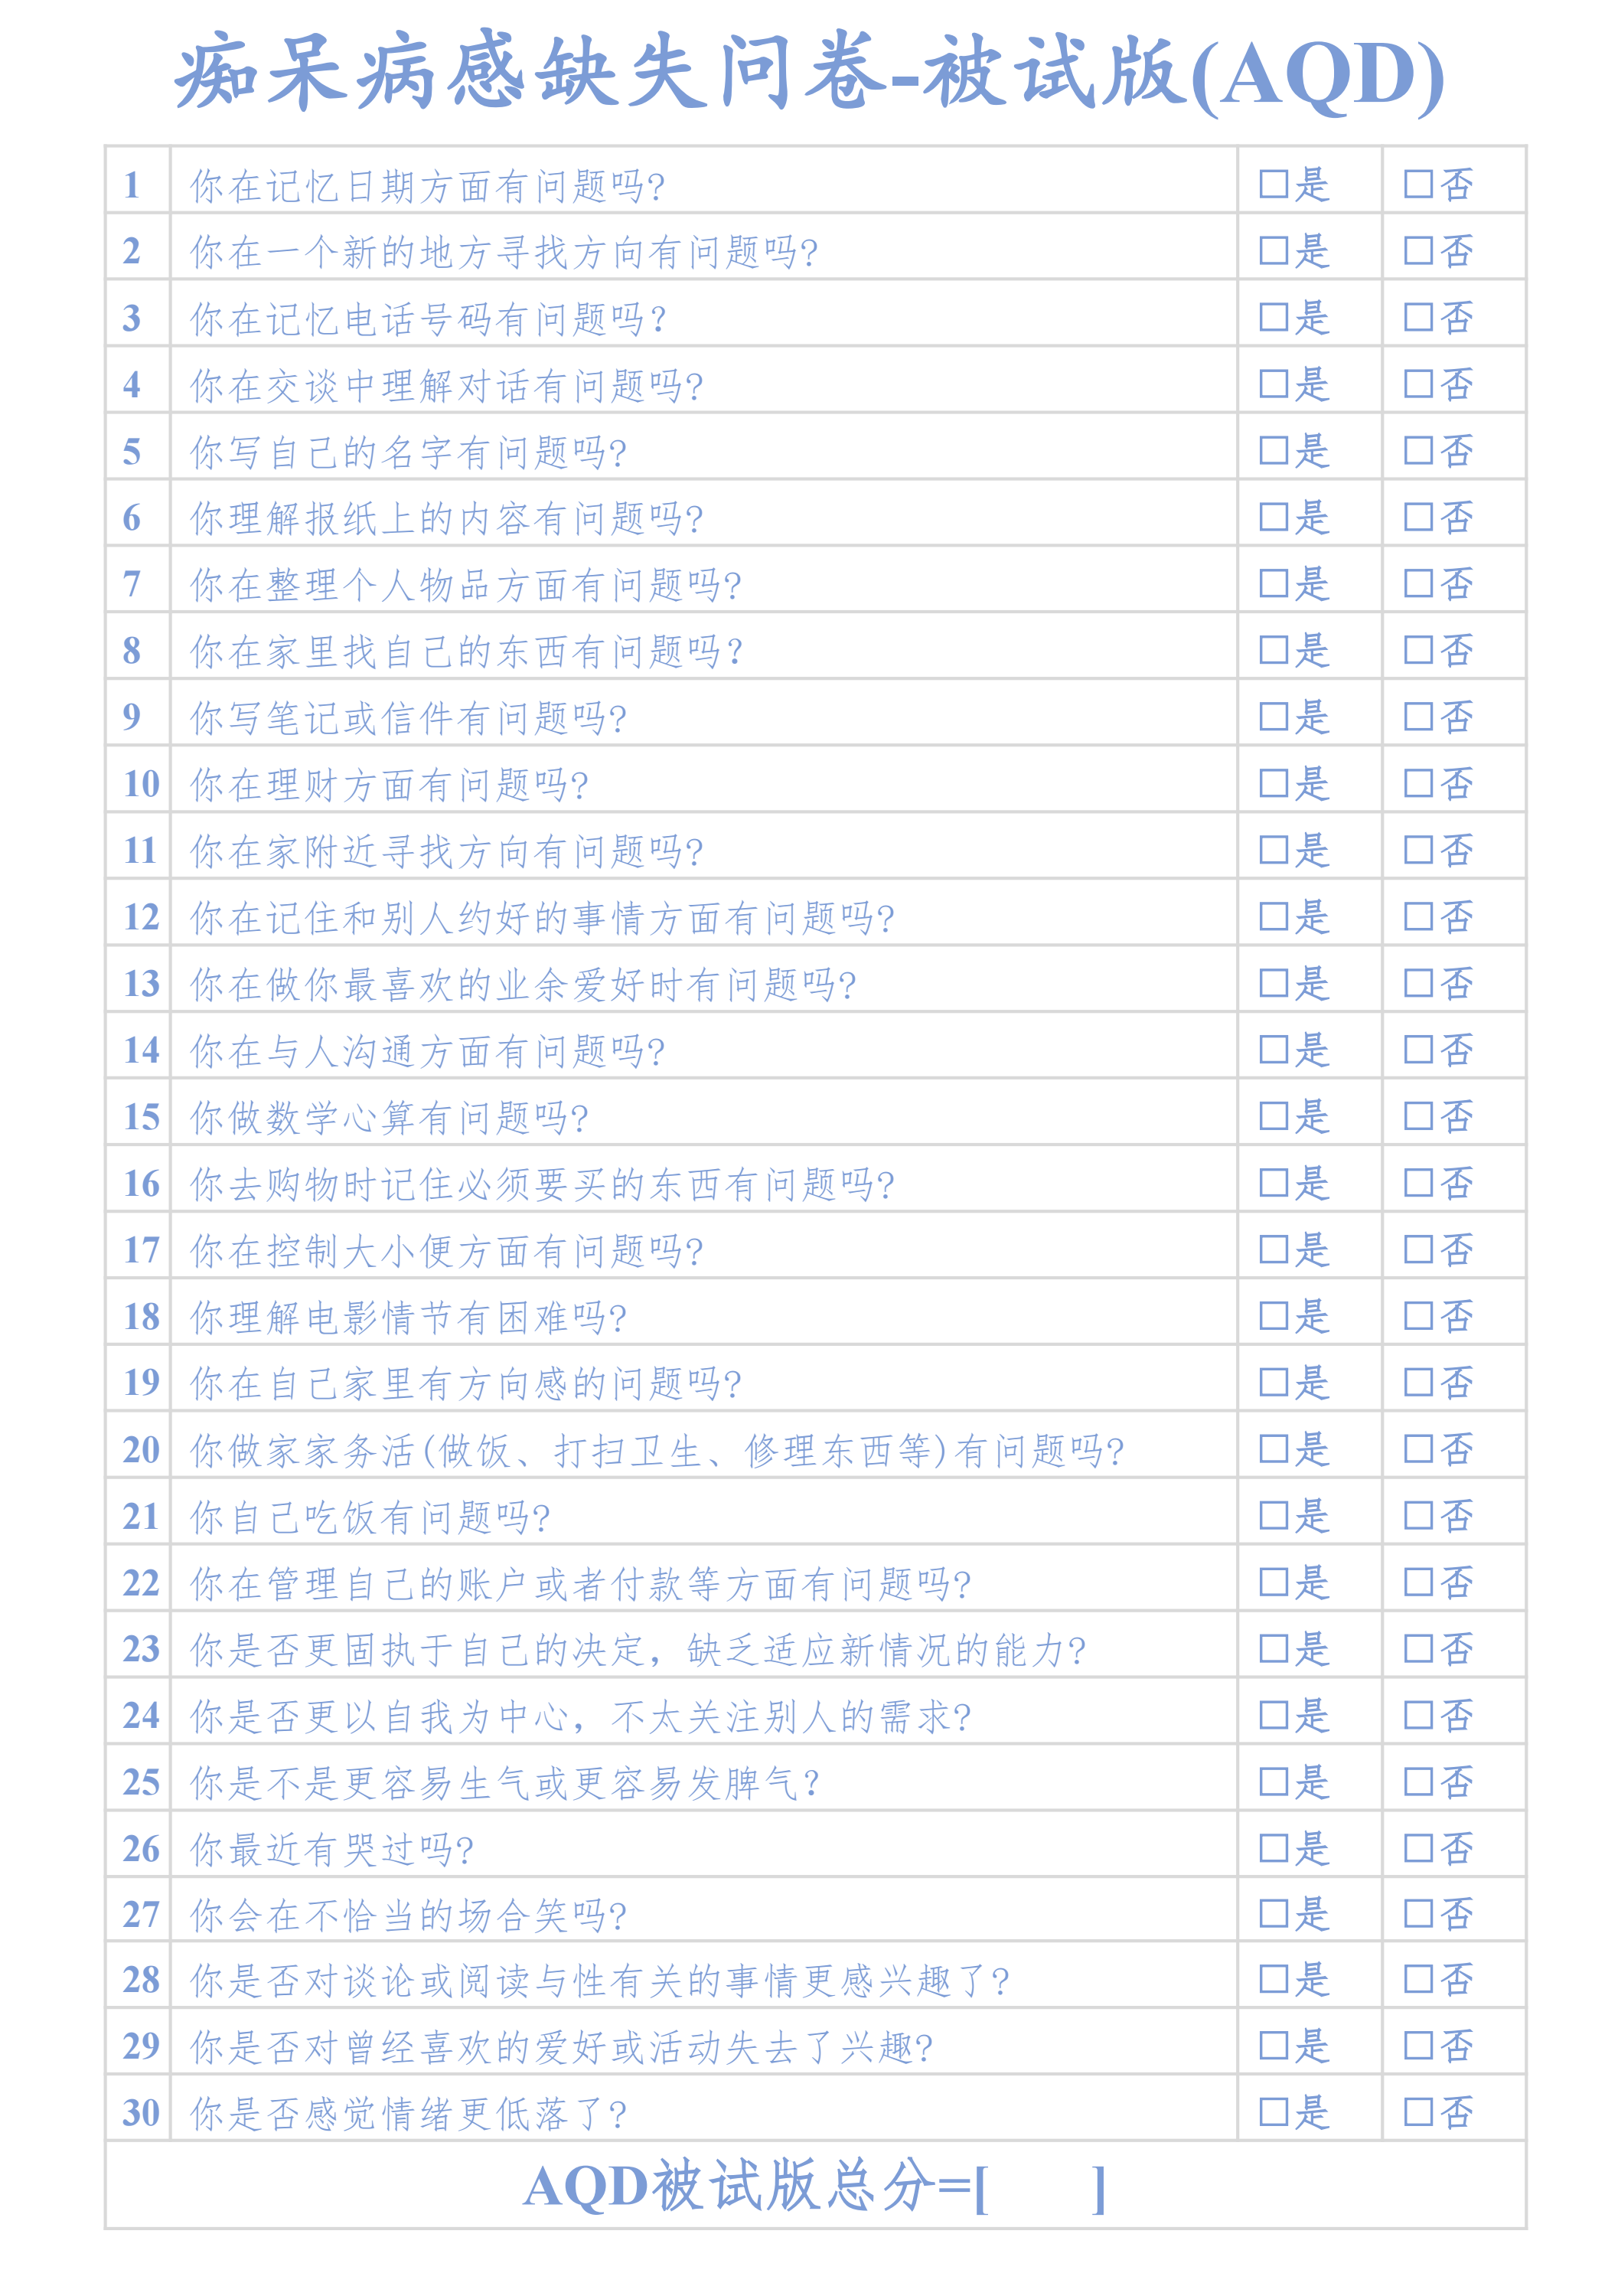 痴呆病感缺失问卷-被试版(AQD)
1 你在记忆日期方面有问题吗? □是 □否
2 你在一个新的地方寻找方向有问题吗? □是 □否
3 你在记忆电话号码有问题吗? □是 □否
4 你在交谈中理解对话有问题吗? □是 □否
5 你写自己的名字有问题吗? □是 □否
6 你理解报纸上的内容有问题吗? □是 □否
7 你在整理个人物品方面有问题吗? □是 □否
8 你在家里找自己的东西有问题吗? □是 □否
9 你写笔记或信件有问题吗? □是 □否
10 你在理财方面有问题吗? □是 □否
11 你在家附近寻找方向有问题吗? □是 □否
12 你在记住和别人约好的事情方面有问题吗? □是 □否
13 你在做你最喜欢的业余爱好时有问题吗? □是 □否
14 你在与人沟通方面有问题吗? □是 □否
15 你做数学心算有问题吗? □是 □否
16 你去购物时记住必须要买的东西有问题吗? □是 □否
17 你在控制大小便方面有问题吗? □是 □否
18 你理解电影情节有困难吗? □是 □否
19 你在自己家里有方向感的问题吗? □是 □否
20 你做家家务活(做饭、打扫卫生、修理东西等)有问题吗? □是 □否
21 你自己吃饭有问题吗? □是 □否
22 你在管理自己的账户或者付款等方面有问题吗? □是 □否
23 你是否更固执于自己的决定，缺乏适应新情况的能力? □是 □否
24 你是否更以自我为中心，不太关注别人的需求? □是 □否
25 你是不是更容易生气或更容易发脾气? □是 □否
26 你最近有哭过吗? □是 □否
27 你会在不恰当的场合笑吗? □是 □否
28 你是否对谈论或阅读与性有关的事情更感兴趣了? □是 □否
29 你是否对曾经喜欢的爱好或活动失去了兴趣? □是 □否
30 你是否感觉情绪更低落了? □是 □否
AQD被试版总分=[ ]